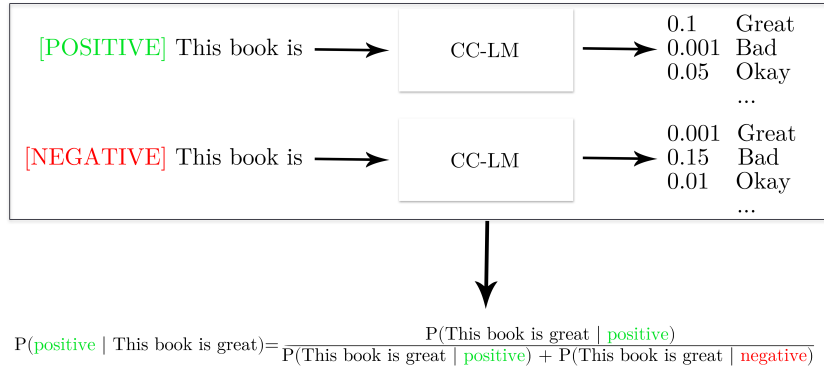 [POSITIVE] This book is
CC-LM
0.1 Great
0.001 Bad
0.05 Okay
...
[NEGATIVE] This book is
CC-LM
0.001 Great
0.15 Bad
0.01 Okay
...
P(positive | This book is great)=
P(This book is great | positive)
P(This book is great | positive) + P(This book is great | negative)